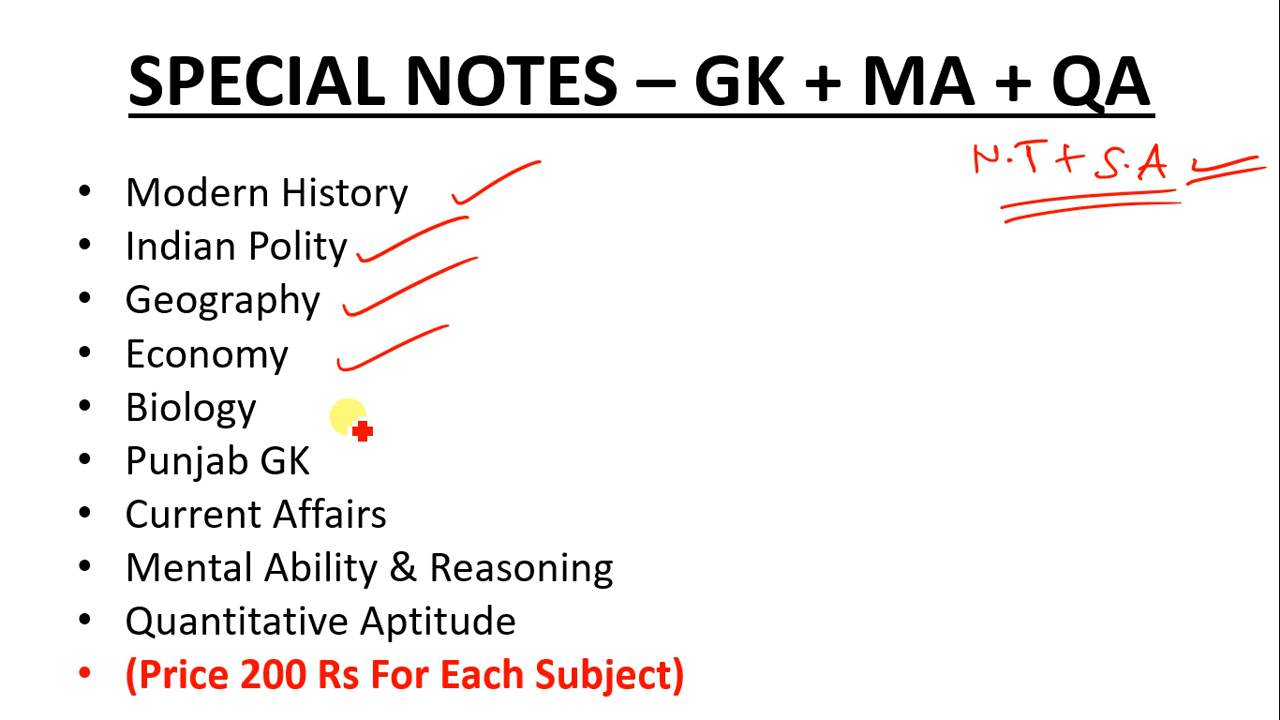 SPECIAL NOTES – GK + MA + QA
N.T + S.A
• Modern History
• Indian Polity
• Geography
• Economy
• Biology
• Punjab GK
• Current Affairs
• Mental Ability & Reasoning
• Quantitative Aptitude
• (Price 200 Rs For Each Subject)